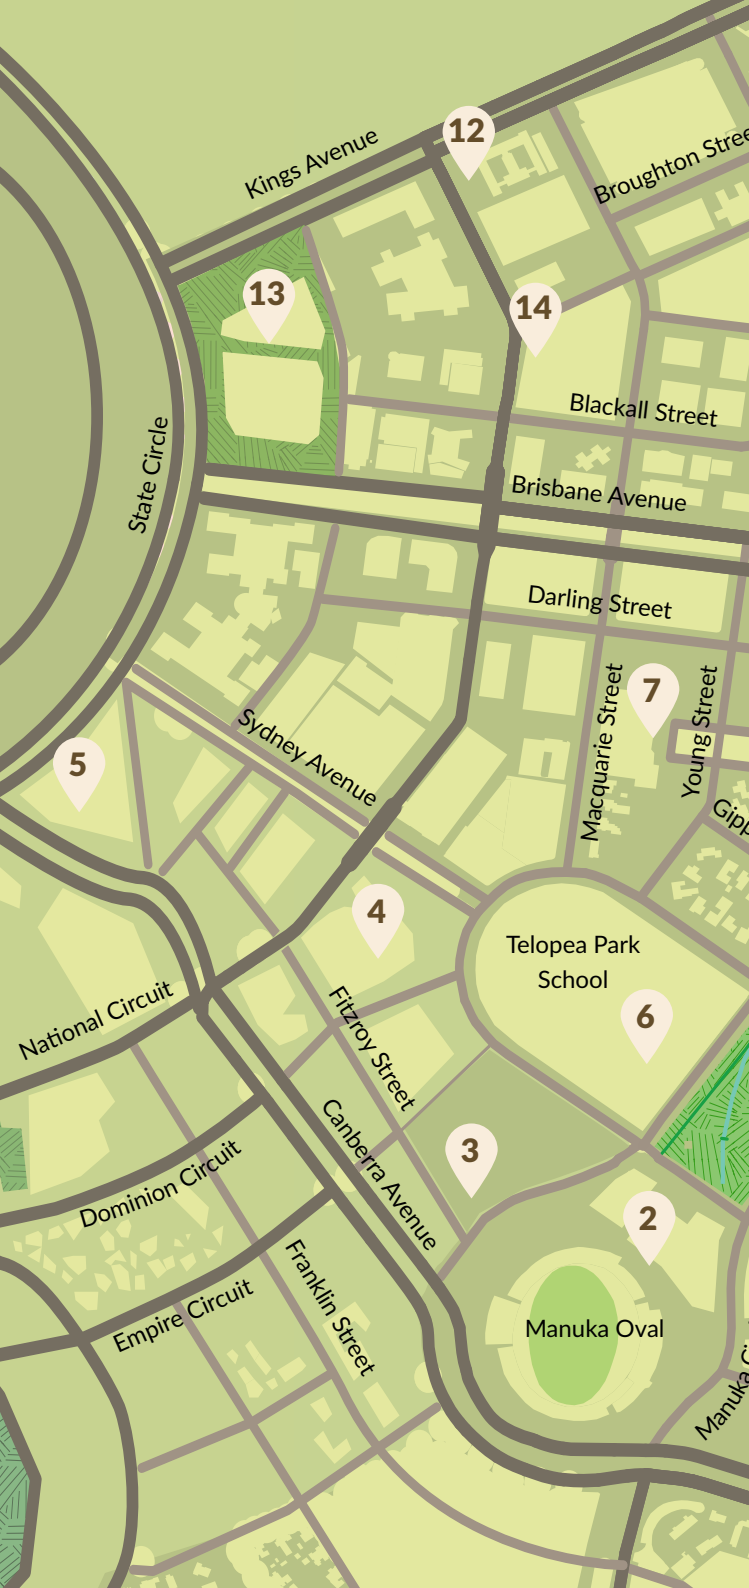 12
Kings Avenue
Broughton Stree
13
14
Blackall Street
State Circle
Brisbane Avenue
Darling Street
7
Macquarie Street
Young Street
Sydney Avenue
5
Gipp
4
Telopea Park
School
National Circuit
Fitzroy Street
6
3
Canberra Avenue
Dominion Circuit
2
Franklin Street
Empire Circuit
Manuka Oval
Manuka Ci